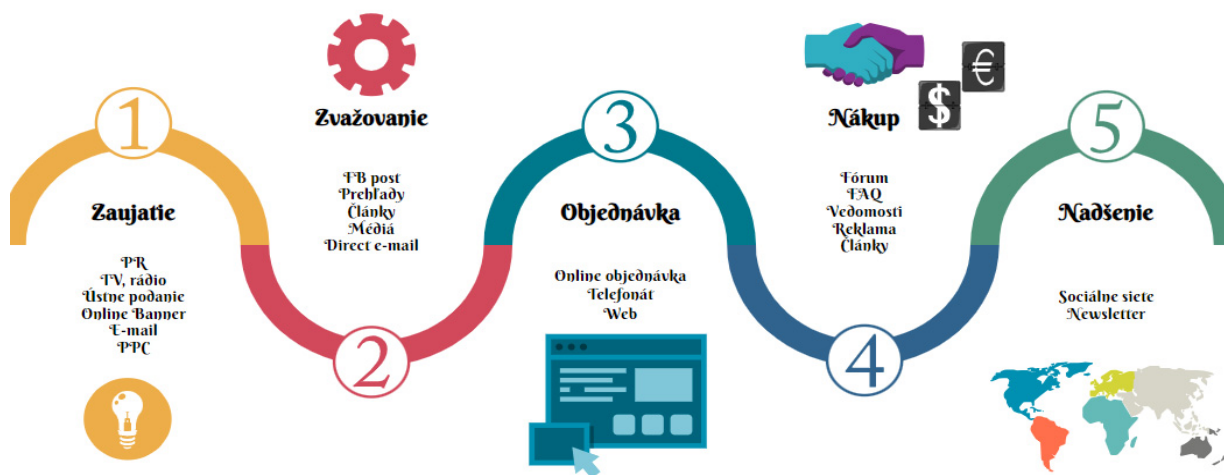 1
Zaujatie
PR
TV, rádio
Ústne podanie
Online Banner
E-mail
PPC
Zvažovanie
FB post
Prehľady
Články
Médiá
Direct e-mail
2
3
Objednávka
Online objednávka
Telefonát
Web
$
€
Nákup
Fórum
FAQ
Vedomosti
Reklama
Články
4
5
Nadšenie
Sociálne siete
Newsletter